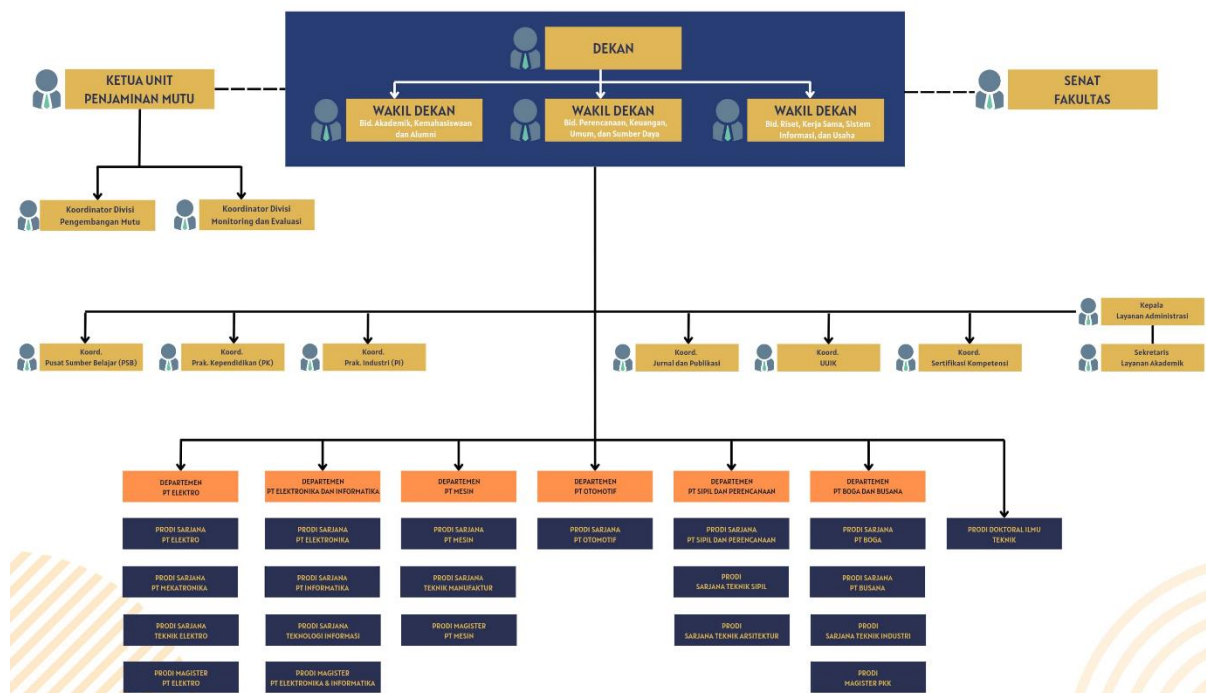 DEKAN
KETUA UNIT
PENJAMINAN MUTU
SENAT
FAKULTAS
WAKIL DEKAN
Bid. Akademik, Kemahasiswaan
dan Alumni
WAKIL DEKAN
Bid. Perencanaan, Keuangan,
Umum, dan Sumber Daya
WAKIL DEKAN
Bid. Riset, Kerja Sama, Sistem
Informasi, dan Usaha
Koordinator Divisi
Pengembangan Mutu
Koordinator Divisi
Monitoring dan Evaluasi
Kepala
Layanan Administrasi
Koord.
Pusat Sumber Belajar (PSB)
Koord.
Prak. Kependidikan (PK)
Koord.
Prak. Industri (PI)
Koord.
Jurnal dan Publikasi
Koord.
UUIK
Koord.
Sertifikasi Kompetensi
Sekretaris
Layanan Akademik
DEPARTEMEN
PT ELEKTRO
DEPARTEMEN
PT ELEKTRONIKA DAN INFORMATIKA
DEPARTEMEN
PT MESIN
DEPARTEMEN
PT OTOMOTIF
DEPARTEMEN
PT SIPIL DAN PERENCANAAN
DEPARTEMEN
PT BOGA DAN BUSANA
PRODI SARJANA
PT ELEKTRO
PRODI SARJANA
PT ELEKTRONIKA
PRODI SARJANA
PT MESIN
PRODI SARJANA
PT OTOMOTIF
PRODI SARJANA
PT SIPIL DAN PERENCANAAN
PRODI SARJANA
PT BOGA
PRODI DOKTORAL ILMU
TEKNIK
PRODI SARJANA
PT MEKATRONIKA
PRODI SARJANA
PT INFORMATIKA
PRODI SARJANA
TEKNIK MANUFAKTUR
PRODI
SARJANA TEKNIK SIPIL
PRODI SARJANA
PT BUSANA
PRODI SARJANA
TEKNIK ELEKTRO
PRODI SARJANA
TEKNOLOGI INFORMASI
PRODI MAGISTER
PT MESIN
PRODI
SARJANA TEKNIK ARSITEKTUR
PRODI
SARJANA TEKNIK INDUSTRI
PRODI MAGISTER
PT ELEKTRO
PRODI MAGISTER
PT ELEKTRONIKA & INFORMATIKA
PRODI
MAGISTER PKK